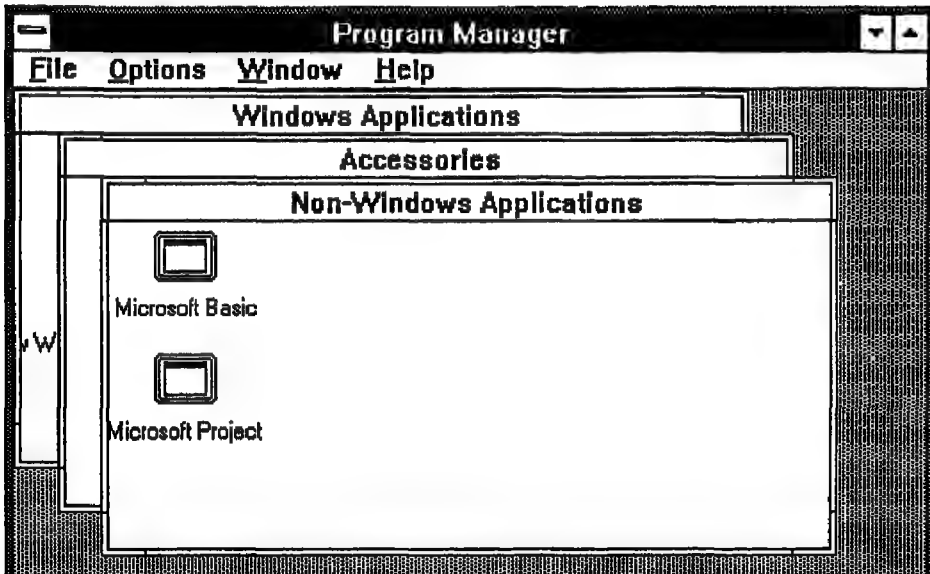 Program Manager
File Options Window Help
Windows Applications
Accessories
Non-Windows Applications
Microsoft Basic
W
Microsoft Project